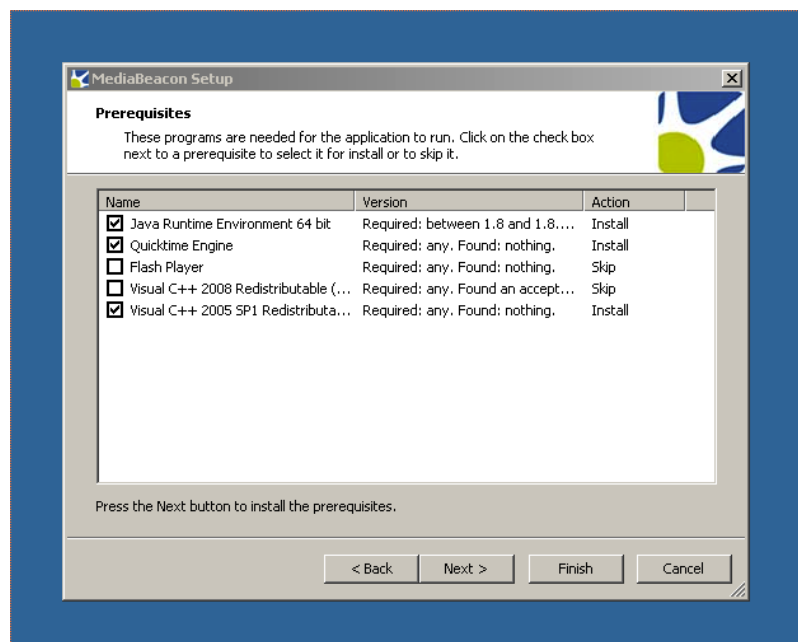 MediaBeacon Setup
Prerequisites
These programs are needed for the application to run. Click on the check box
next to a prerequisite to select it for install or to skip it.
Name Version Action
Java Runtime Environment 64 bit Required: between 1.8 and 1.8.... Install
Quicktime Engine Required: any. Found: nothing. Install
Flash Player Required: any. Found: nothing. Skip
Visual C++ 2008 Redistributable (... Required: any. Found an accept... Skip
Visual C++ 2005 SP1 Redistributa... Required: any. Found: nothing. Install
Press the Next button to install the prerequisites.
< Back Next > Finish Cancel